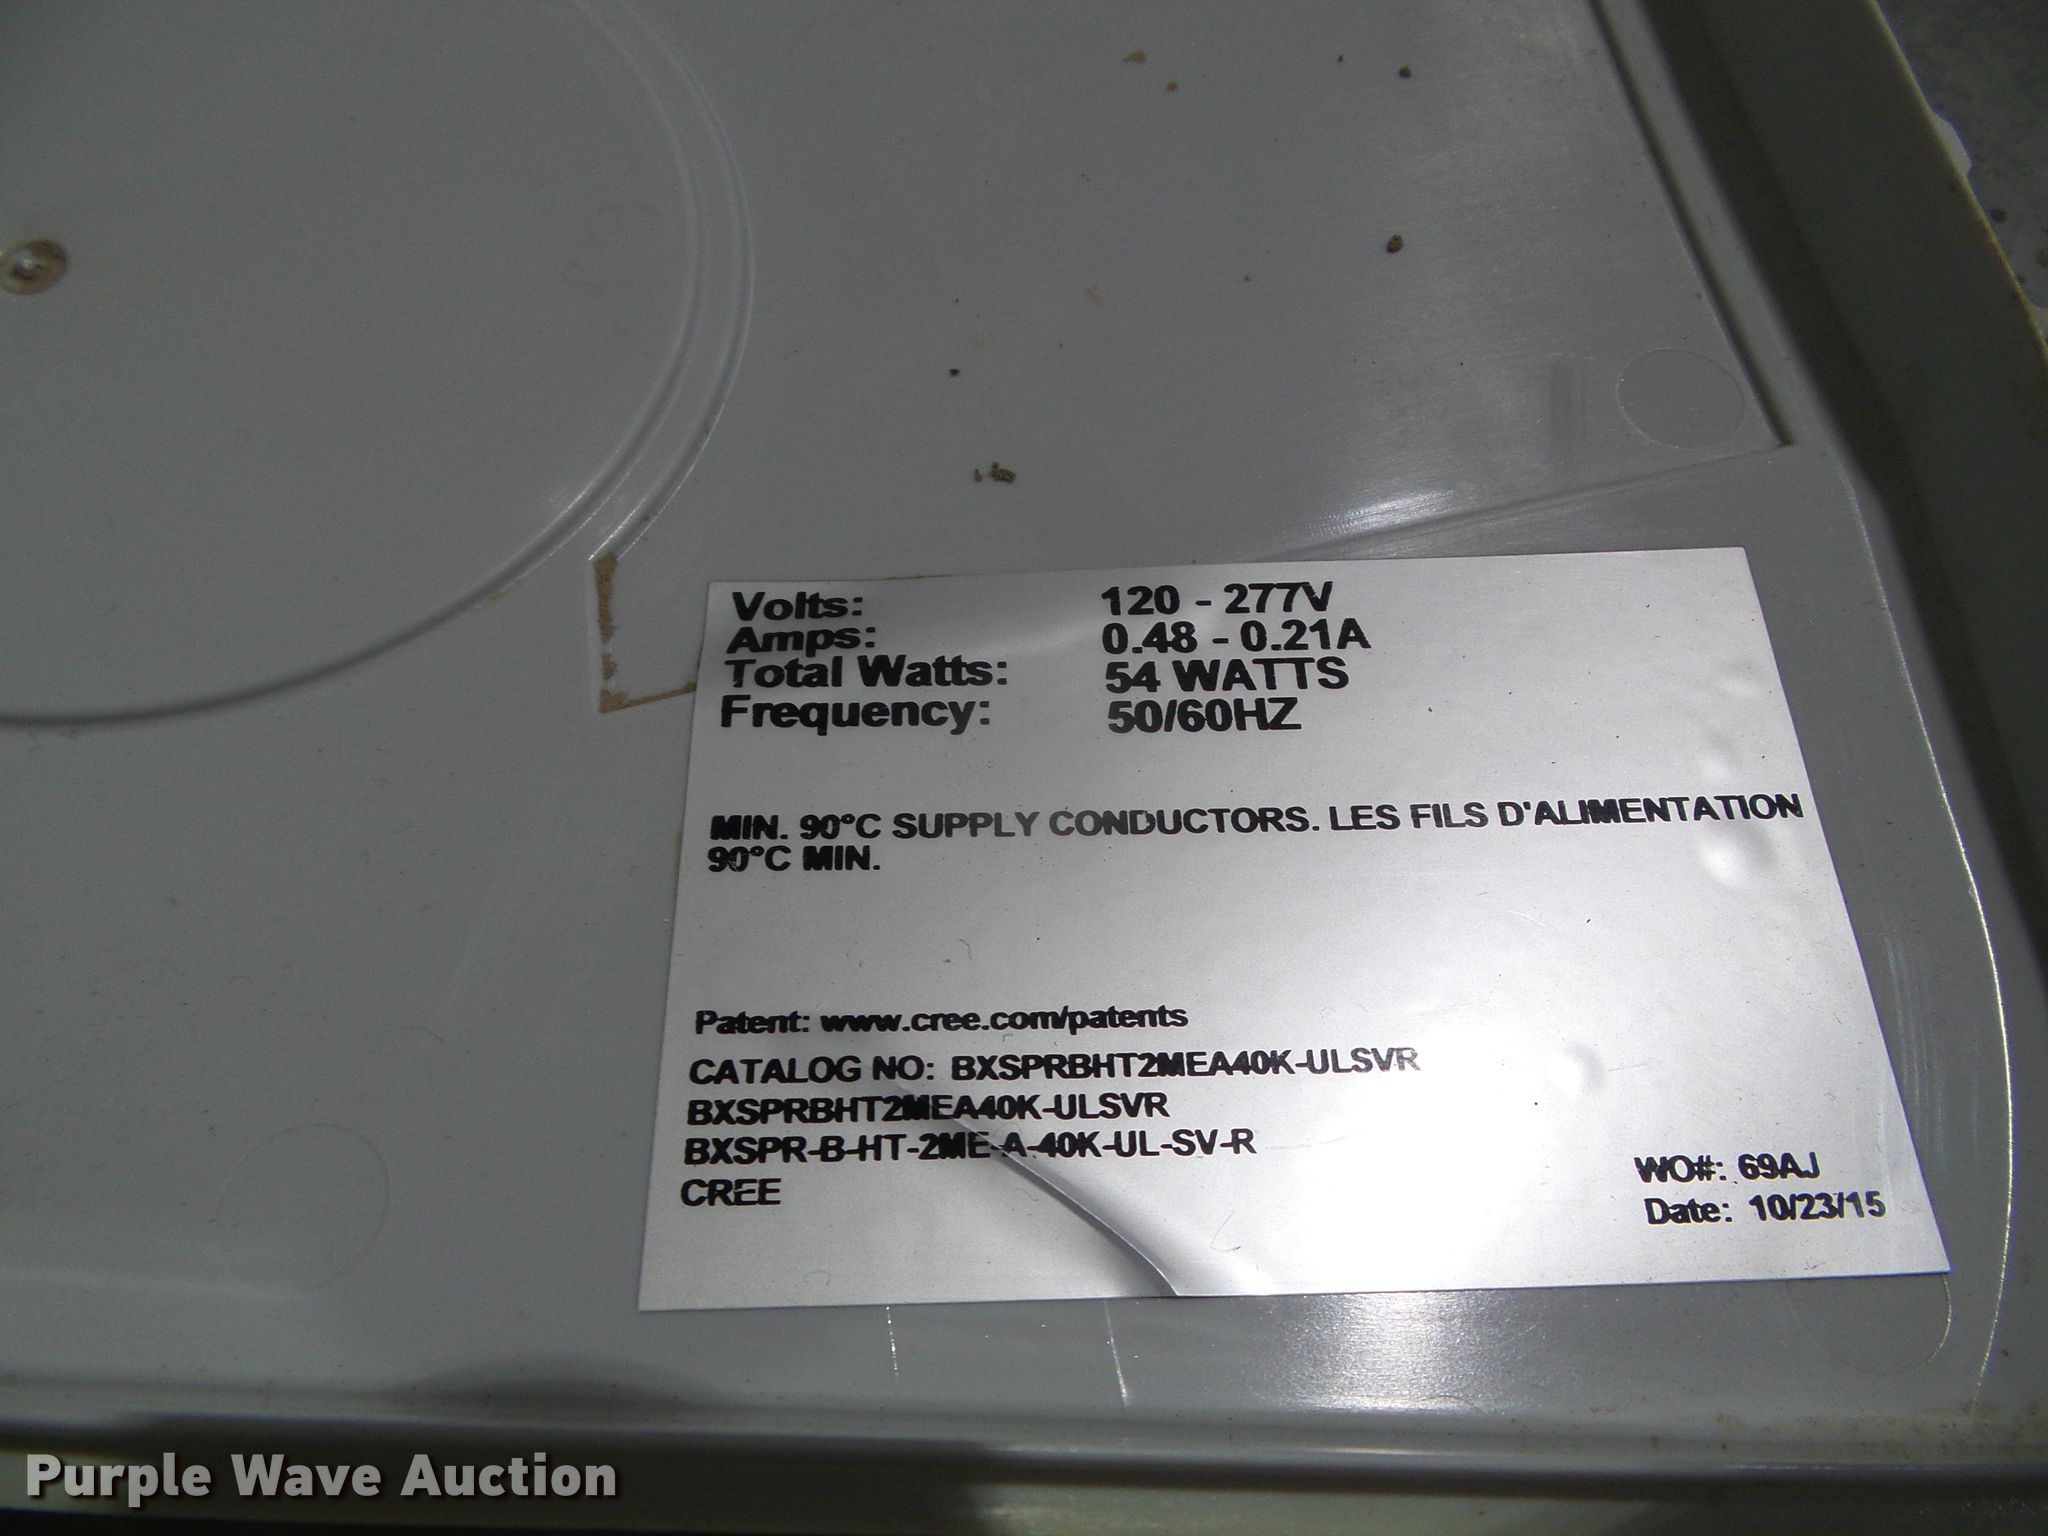 Volts: 120 - 277V
Amps: 0.48 - 0.21A
Total Watts: 54 WATTS
Frequency: 50/60HZ
MIN. 90°C SUPPLY CONDUCTORS. LES FILS D'ALIMENTATION
90°C MIN.
Patent: www.cree.com/patents
CATALOG NO: BXSPRBHT2MEA40K-ULSVR
BXSPRBHT2MEA40K-ULSVR
BXSPR-B-HT-2ME-A-40K-UL-SV-R
CREE
WO#: 69AJ
Date: 10/23/15
Purple Wave Auction